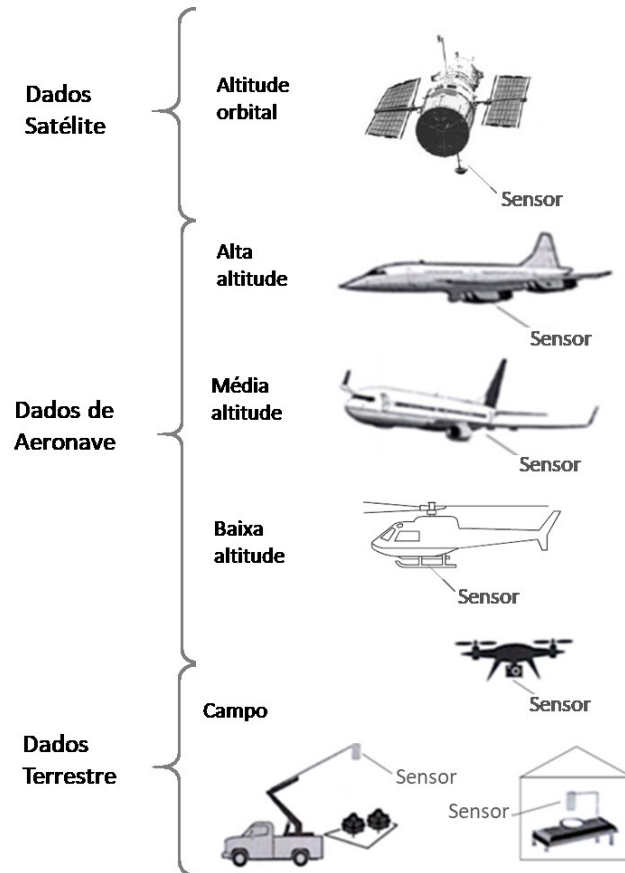 Dados
Satélite
Altitude
orbital
Sensor
Alta
altitude
Sensor
Dados de
Aeronave
Média
altitude
Sensor
Baixa
altitude
Sensor
Sensor
Dados
Terrestre
Campo
Sensor
Sensor